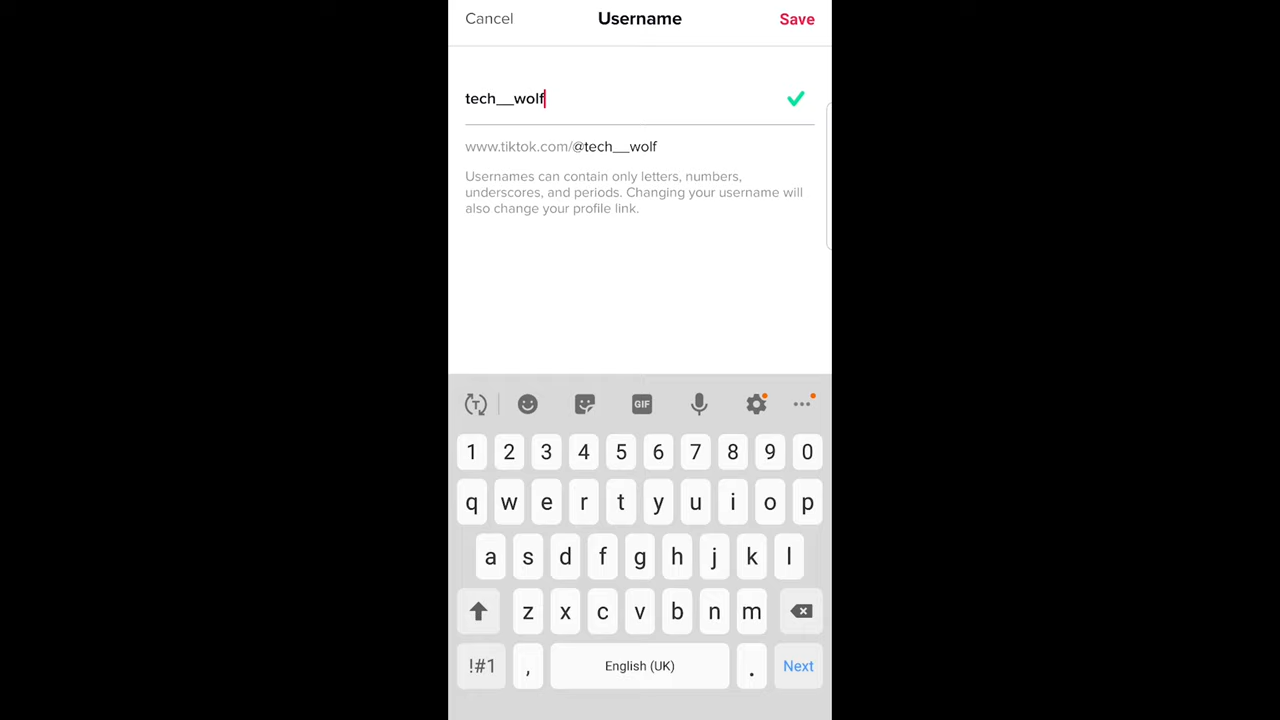 Cancel Username Save
tech__wolf
www.tiktok.com/@tech__wolf
Usernames can contain only letters, numbers,
underscores, and periods. Changing your username will
also change your profile link.
T GIF
1 2 3 4 5 6 7 8 9 0
q w e r t y u i o p
a s d f g h j k l
z x c v b n m
!#1 , English (UK) . Next